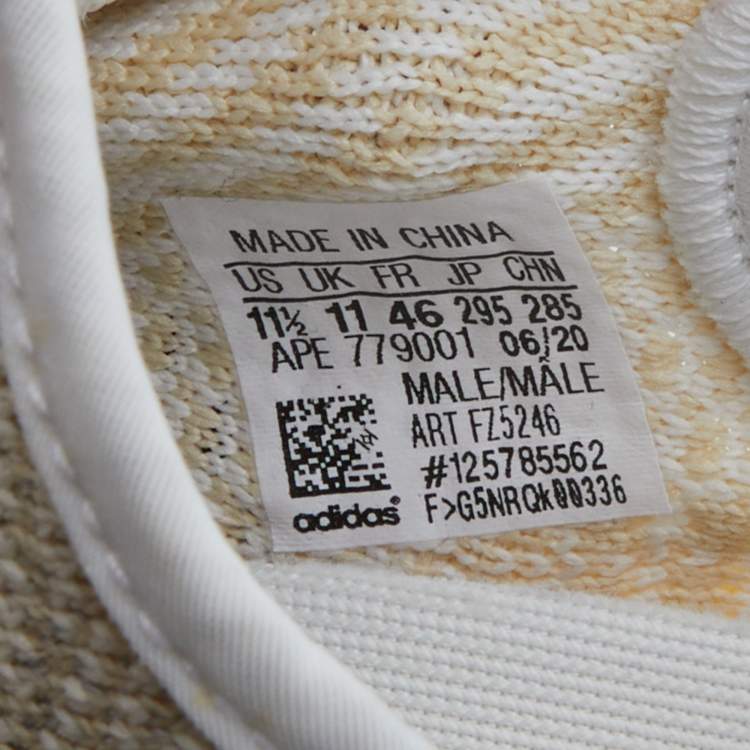 MADE IN CHINA
US UK FR JP CHN
11½ 11 46 295 285
APE 779001 06/20
MALE/MÂLE
ART FZ5246
#125785562
adidas®